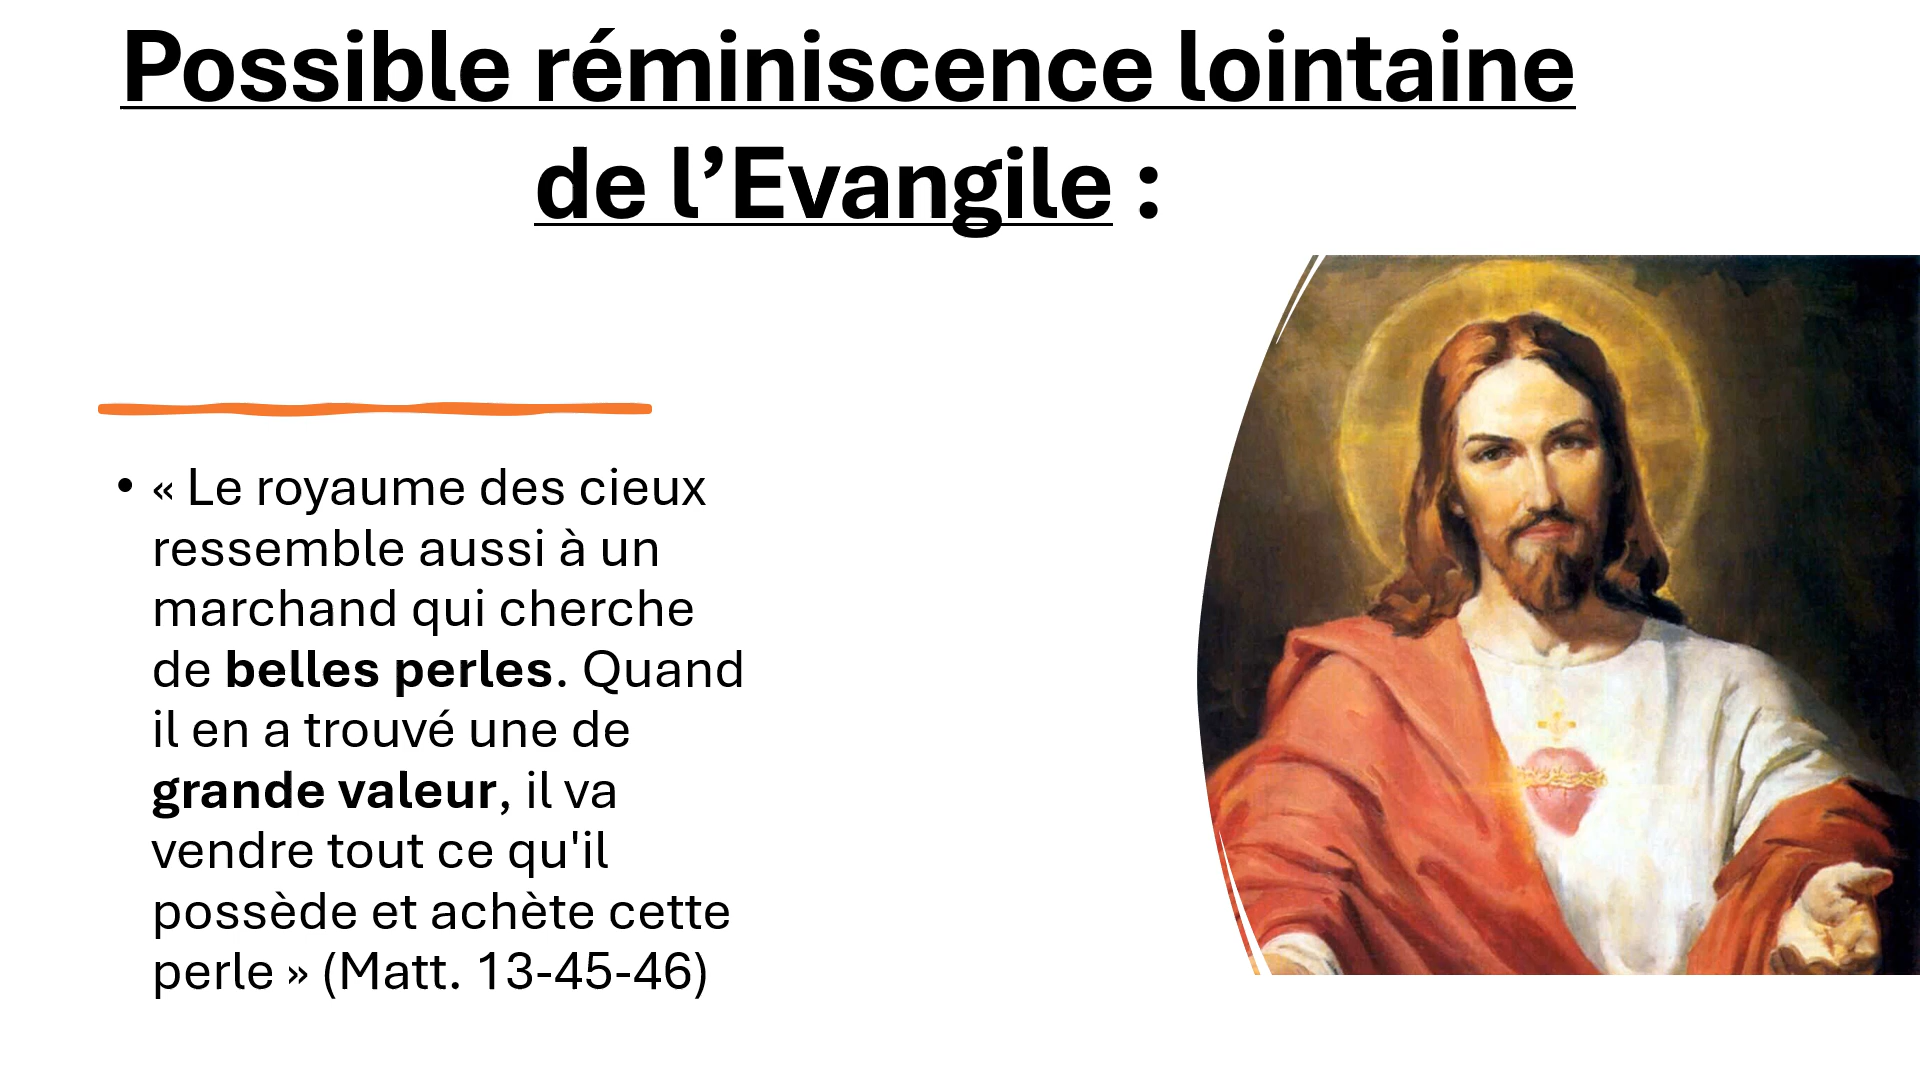 Possible réminiscence lointaine
de l’Evangile :
• « Le royaume des cieux
ressemble aussi à un
marchand qui cherche
de belles perles. Quand
il en a trouvé une de
grande valeur, il va
vendre tout ce qu'il
possède et achète cette
perle » (Matt. 13-45-46)